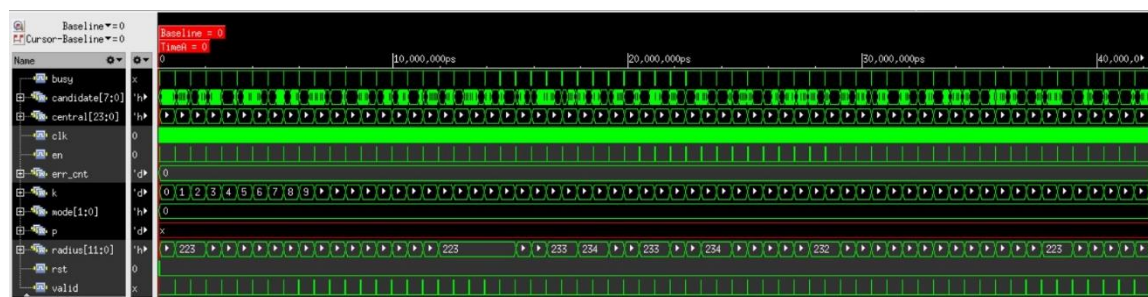 Baseline▼=0
Cursor-Baseline▼=0
Baseline = 0
TimeA = 0
Name
0 10,000,000ps 20,000,000ps 30,000,000ps 40,000,0
busy x
candidate[7:0] 'h
central[23:0] 'h
clk 0
en 0
err_cnt 'd 0
k 'd 0 1 2 3 4 5 6 7 8 9
mode[1:0] 'h 0
p 'd x
radius[11:0] 'h 223 223 233 234 233 234 232 223
rst 0
valid x